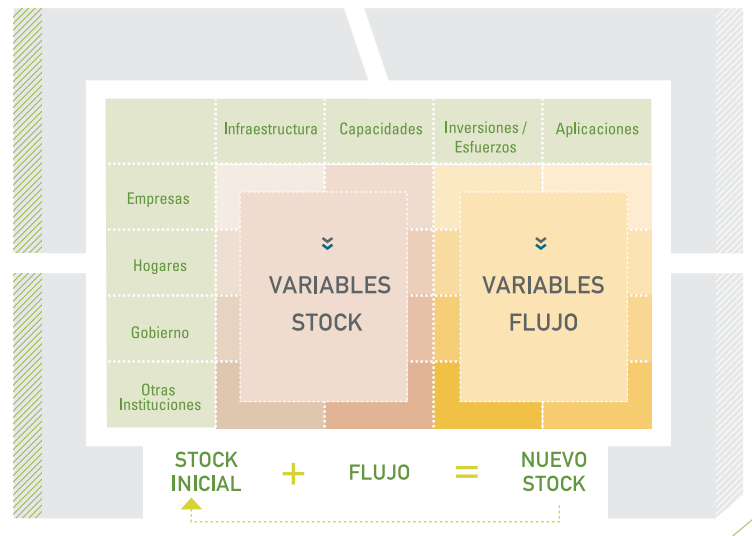 Infraestructura
Capacidades
Inversiones /
Esfuerzos
Aplicaciones
Empresas
Hogares
Gobierno
Otras
Instituciones
VARIABLES
STOCK
VARIABLES
FLUJO
STOCK
INICIAL
+
FLUJO
=
NUEVO
STOCK